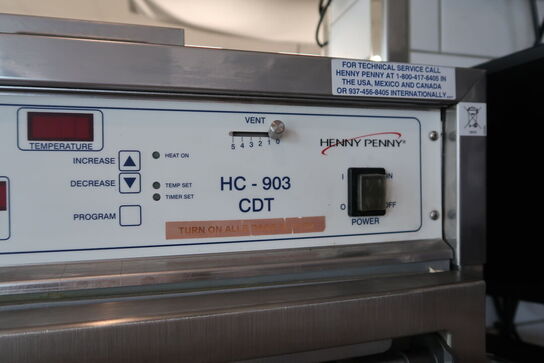 FOR TECHNICAL SERVICE CALL
HENNY PENNY AT 1-800-417-8405 IN
THE USA, MEXICO AND CANADA
OR 937-456-8405 INTERNATIONALLY...
TEMPERATURE
VENT
5 4 3 2 1 0
HENNY PENNY®
INCREASE
DECREASE
PROGRAM
HEAT ON
TEMP SET
TIMER SET
HC - 903
CDT
TURN ON ALL
I ON
O OFF
POWER